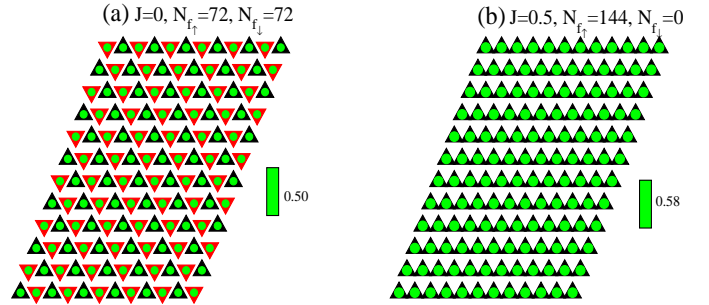 (a) J=0, N_{f↑}=72, N_{f↓}=72
(b) J=0.5, N_{f↑}=144, N_{f↓}=0
0.50
0.58